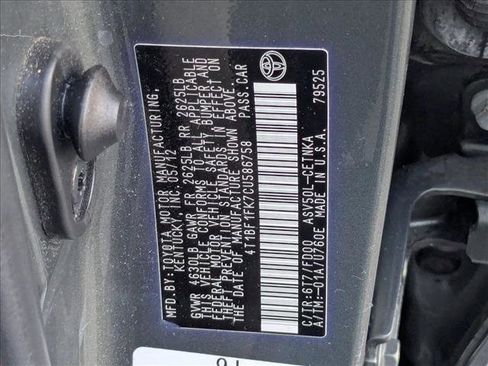 MFD.BY:TOYOTA MOTOR MANUFACTURING,
KENTUCKY, INC. 05/12
GVWR 4630LB GAWR FR 2625LB RR 2625LB
THIS VEHICLE CONFORMS TO ALL APPLICABLE
FEDERAL MOTOR VEHICLE SAFETY, BUMPER,AND
THEFT PREVENTION STANDARDS IN EFFECT ON
THE DATE OF MANUFACTURE SHOWN ABOVE.
4T1BF1FK7CU586758 PASS.CAR
C/TR:6T7/FD00 ASV50L-CETNKA
A/TM:-01A/U760E MADE IN U.S.A.
79525